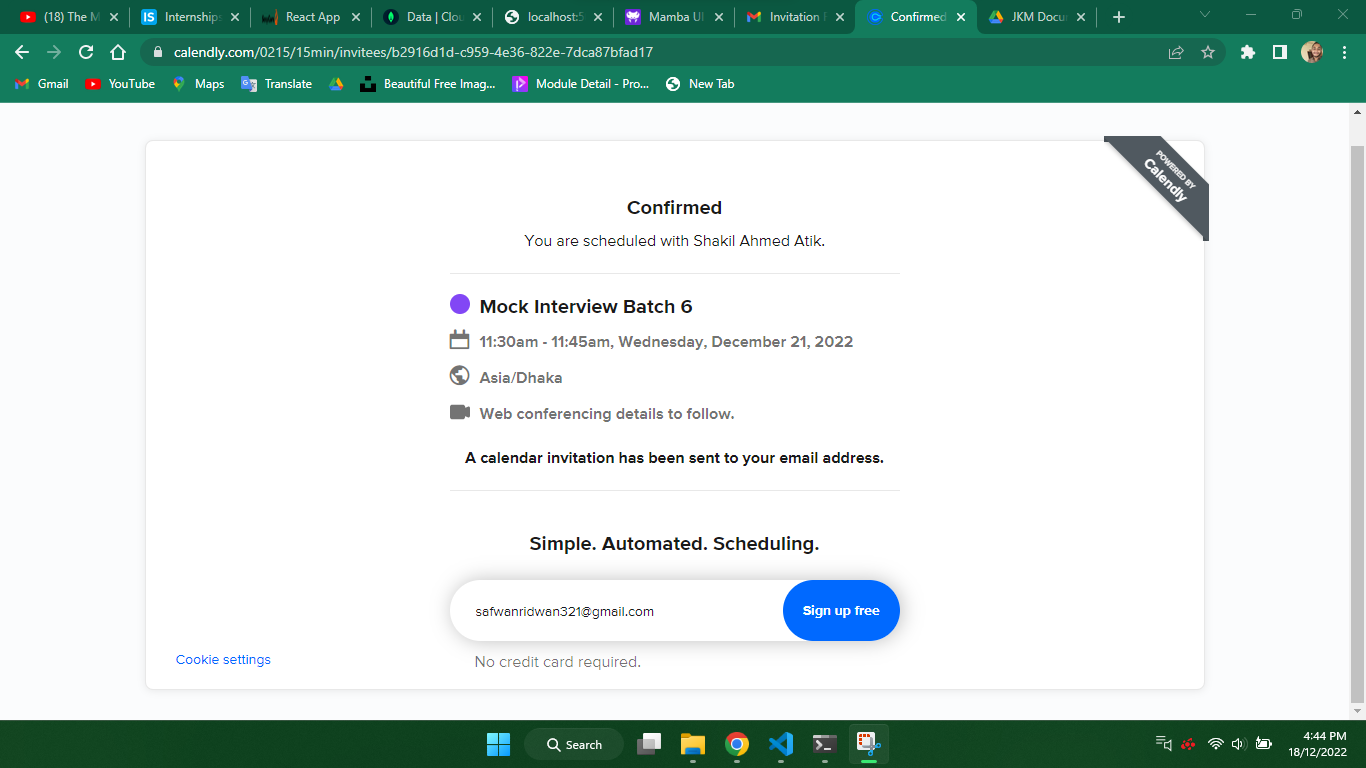 (18) The M
Internships
React App
Data | Clou
localhost:5
Mamba UI
Invitation
Confirmed
JKM Docu
calendly.com/0215/15min/invitees/b2916d1d-c959-4e36-822e-7dca87bfad17
Gmail
YouTube
Maps
Translate
Beautiful Free Imag...
Module Detail - Pro...
New Tab
POWERED BY
Calendly
Confirmed
You are scheduled with Shakil Ahmed Atik.
Mock Interview Batch 6
11:30am - 11:45am, Wednesday, December 21, 2022
Asia/Dhaka
Web conferencing details to follow.
A calendar invitation has been sent to your email address.
Simple. Automated. Scheduling.
safwanridwan321@gmail.com
Sign up free
Cookie settings
No credit card required.
Search
4:44 PM
18/12/2022